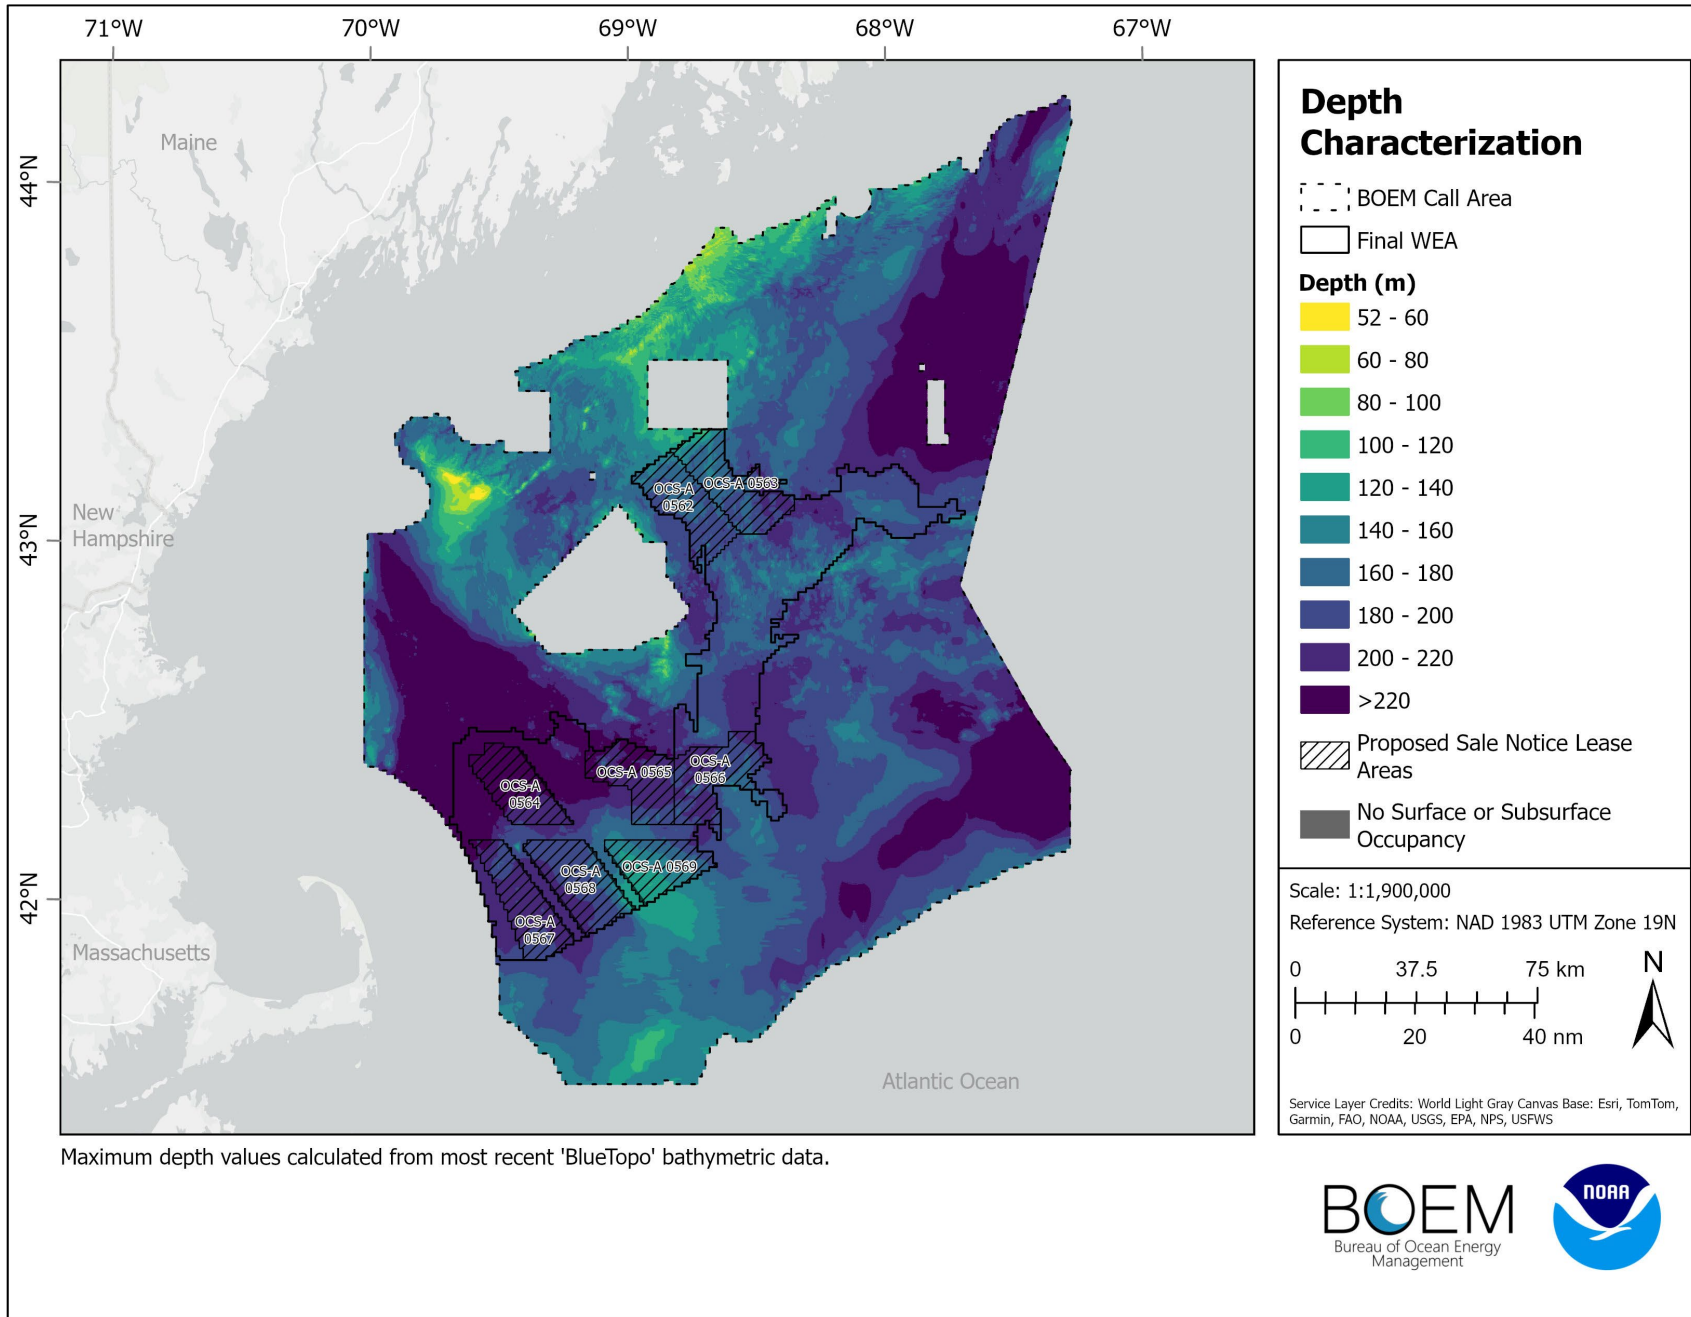 71°W 70°W 69°W 68°W 67°W
44°N
43°N
42°N
Maine
New
Hampshire
Massachusetts
Atlantic Ocean
OCS-A
0562
OCS-A 0563
OCS-A
0564
OCS-A 0565
OCS-A
0566
OCS-A
0567
OCS-A
0568
OCS-A 0569
Depth
Characterization
BOEM Call Area
Final WEA
Depth (m)
52 - 60
60 - 80
80 - 100
100 - 120
120 - 140
140 - 160
160 - 180
180 - 200
200 - 220
>220
Proposed Sale Notice Lease
Areas
No Surface or Subsurface
Occupancy
Scale: 1:1,900,000
Reference System: NAD 1983 UTM Zone 19N
0 37.5 75 km
0 20 40 nm
N
Service Layer Credits: World Light Gray Canvas Base: Esri, TomTom,
Garmin, FAO, NOAA, USGS, EPA, NPS, USFWS
Maximum depth values calculated from most recent 'BlueTopo' bathymetric data.
BOEM
Bureau of Ocean Energy
Management
NOAA